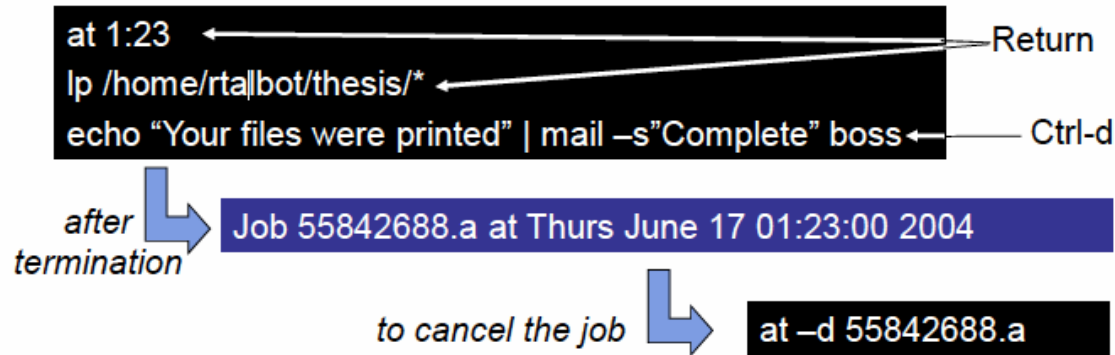 at 1:23
Return
lp /home/rtalbot/thesis/*
echo “Your files were printed” | mail –s”Complete” boss
Ctrl-d
after
termination
Job 55842688.a at Thurs June 17 01:23:00 2004
to cancel the job
at –d 55842688.a